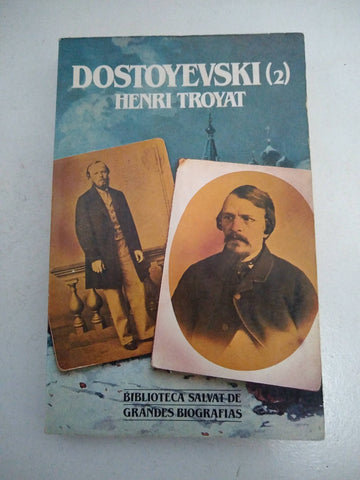 DOSTOYEVSKI (2)
HENRI TROYAT
BIBLIOTECA SALVAT DE
GRANDES BIOGRAFIAS